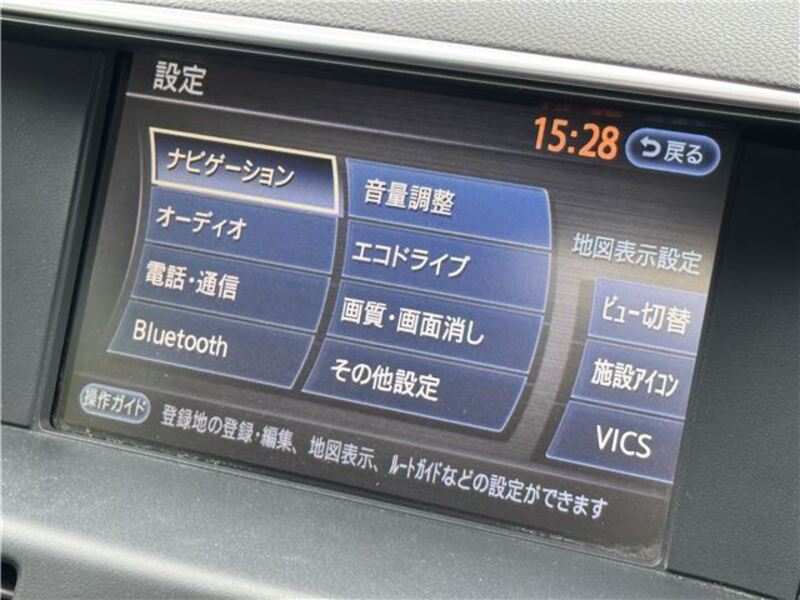 設定
15:28
戻る
ナビゲーション
音量調整
オーディオ
エコドライブ
地図表示設定
電話・通信
画質・画面消し
ビュー切替
Bluetooth
その他設定
施設アイコン
VICS
操作ガイド
登録地の登録・編集、地図表示、ルートガイドなどの設定ができます